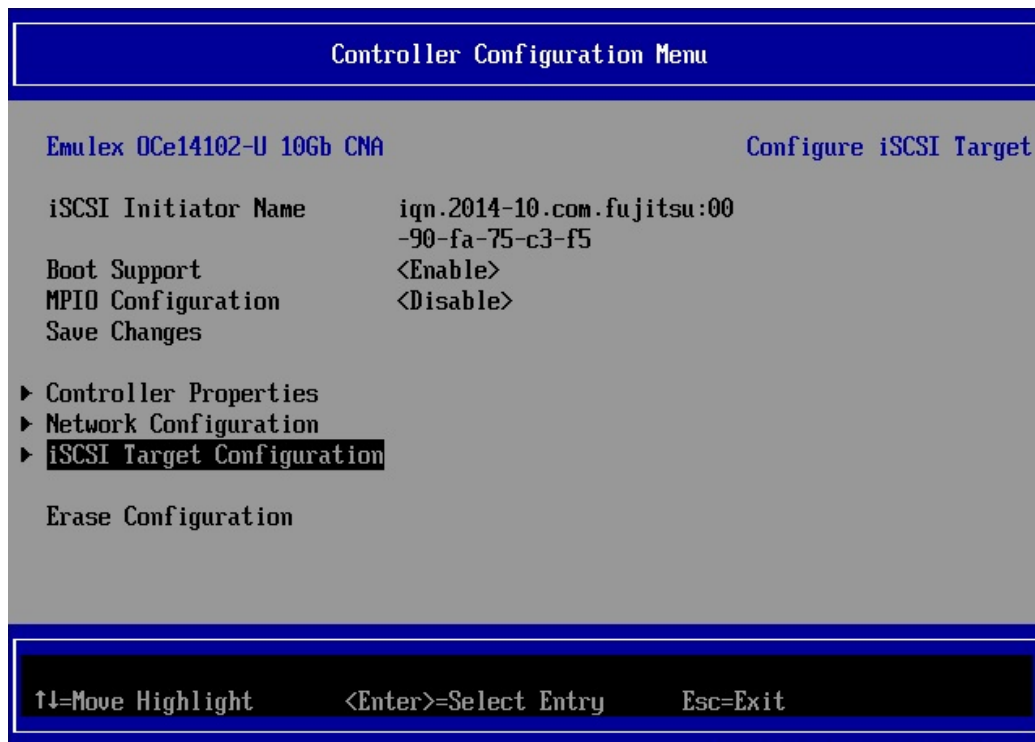 Controller Configuration Menu
Emulex OCe14102-U 10Gb CNA Configure iSCSI Target
iSCSI Initiator Name iqn.2014-10.com.fujitsu:00
-90-fa-75-c3-f5
Boot Support <Enable>
MPIO Configuration <Disable>
Save Changes
▶ Controller Properties
▶ Network Configuration
▶ iSCSI Target Configuration
Erase Configuration
↑↓=Move Highlight <Enter>=Select Entry Esc=Exit